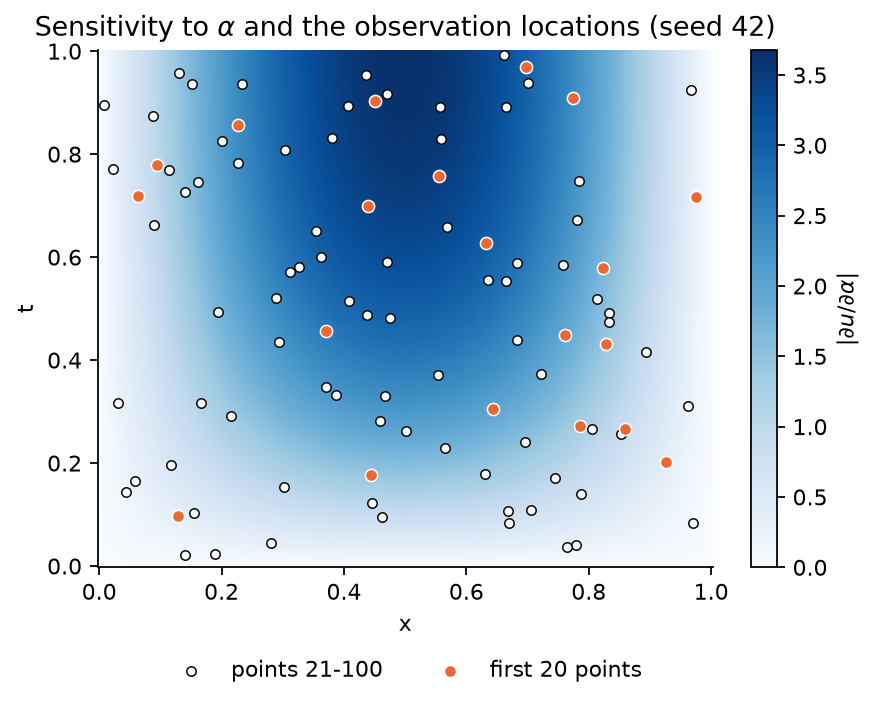 Sensitivity to α and the observation locations (seed 42)
1.0
0.8
0.6
0.4
0.2
0.0
t
0.0 0.2 0.4 0.6 0.8 1.0
x
3.5
3.0
2.5
2.0
1.5
1.0
0.5
0.0
|∂u/∂α|
points 21-100 first 20 points